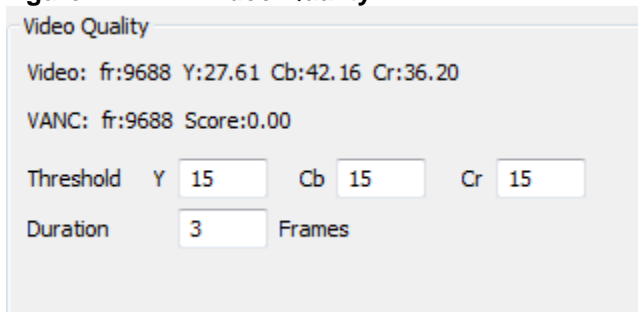 Video Quality
Video: fr:9688 Y:27.61 Cb:42.16 Cr:36.20
VANC: fr:9688 Score:0.00
Threshold Y 15 Cb 15 Cr 15
Duration 3 Frames